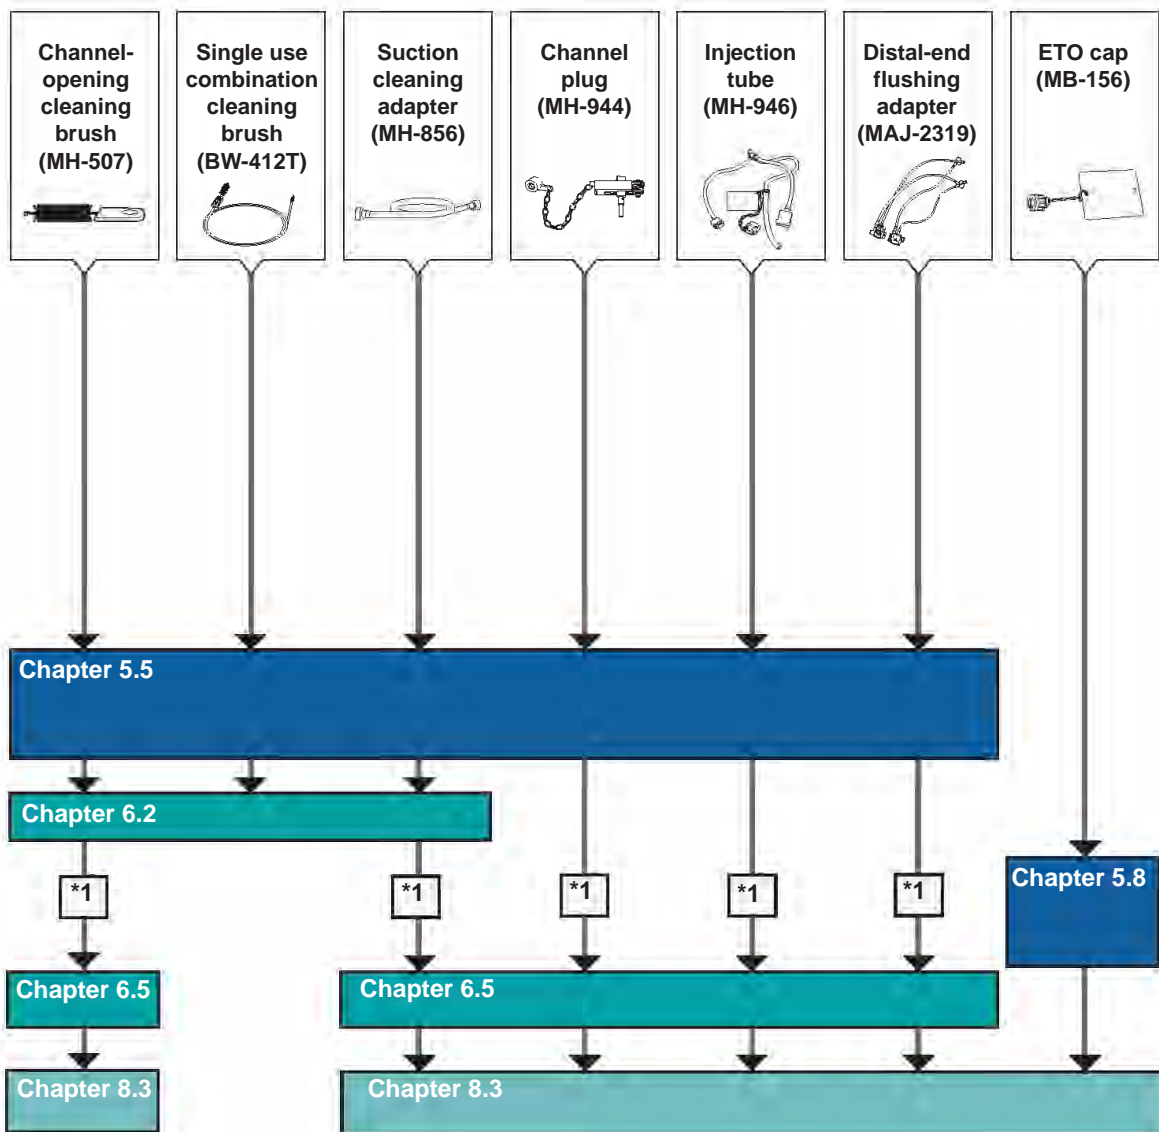 Channel-
opening
cleaning
brush
(MH-507)
Single use
combination
cleaning
brush
(BW-412T)
Suction
cleaning
adapter
(MH-856)
Channel
plug
(MH-944)
Injection
tube
(MH-946)
Distal-end
flushing
adapter
(MAJ-2319)
ETO cap
(MB-156)
Chapter 5.5
Chapter 6.2
Chapter 5.8
*1
*1
*1
*1
*1
Chapter 6.5
Chapter 6.5
Chapter 8.3
Chapter 8.3